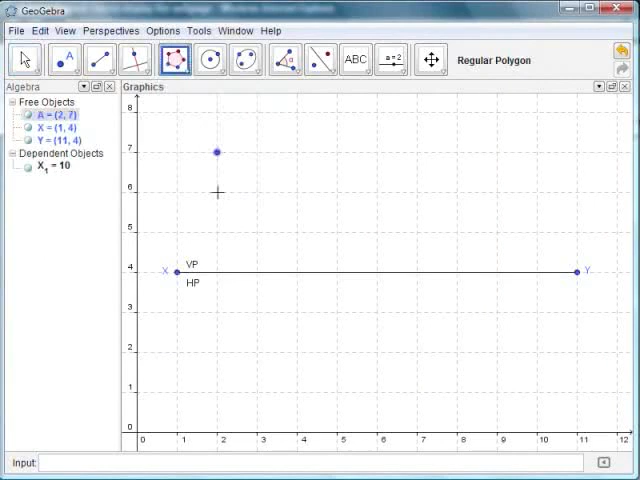 GeoGebra
File Edit View Perspectives Options Tools Window Help
A ABC a=2 Regular Polygon
Algebra
Free Objects
A = (2, 7)
X = (1, 4)
Y = (11, 4)
Dependent Objects
X1 = 10
Graphics
8
7
6
5
VP
4 X Y
HP
3
2
1
0
0 1 2 3 4 5 6 7 8 9 10 11 12
Input: